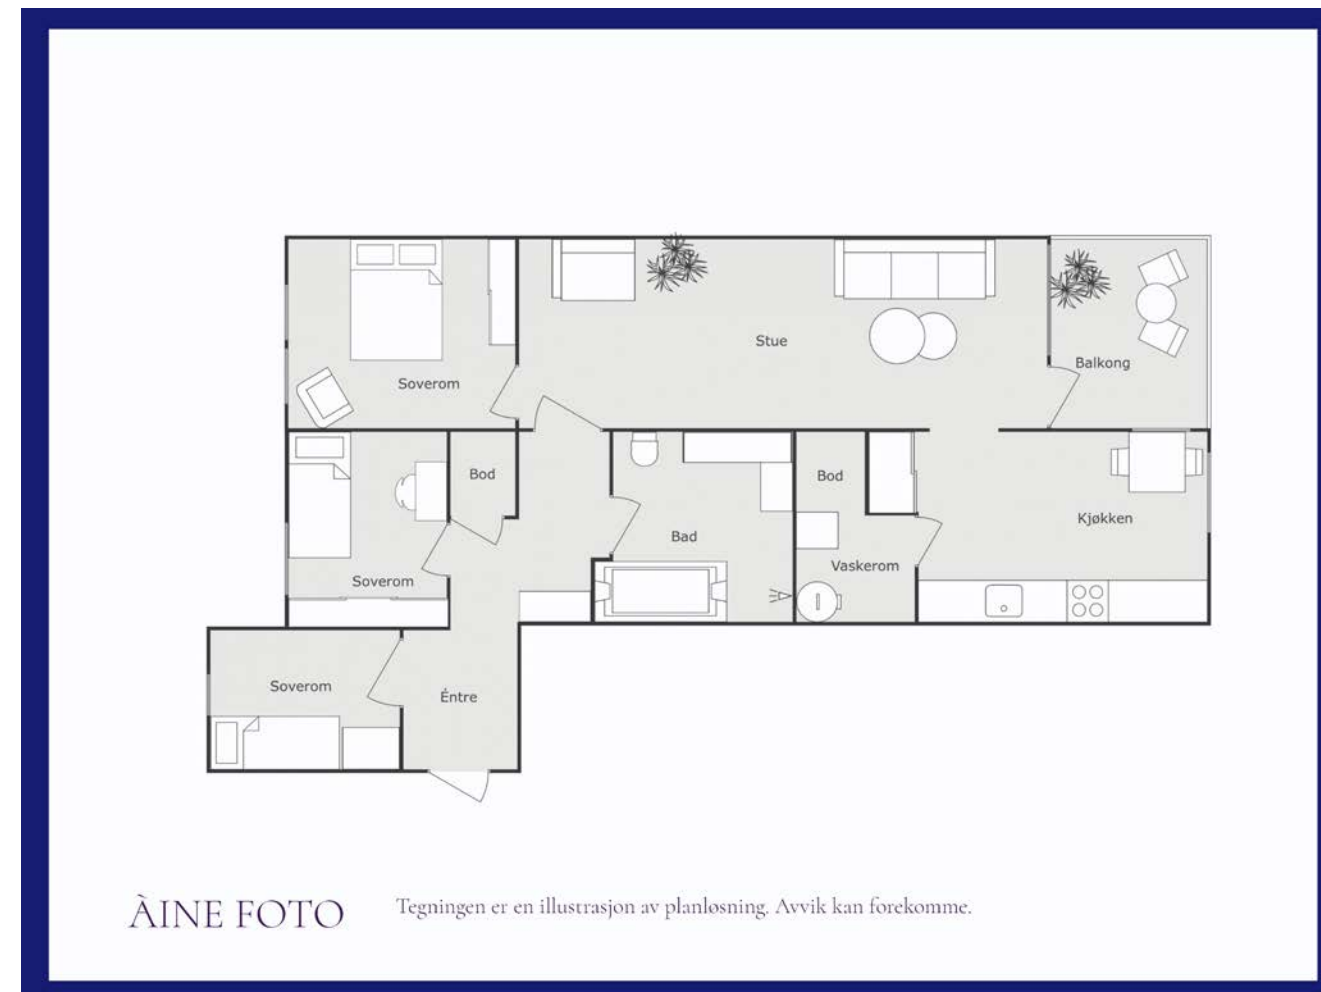 Stue
Balkong
Soverom
Bod
Bod
Kjøkken
Bad
Vaskerom
Soverom
Soverom
Éntre
ÀINE FOTO
Tegningen er en illustrasjon av planløsning. Avvik kan forekomme.